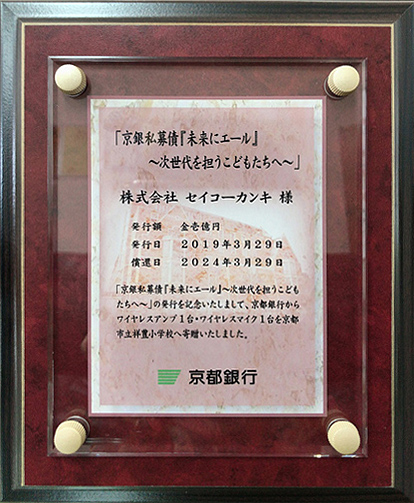 「京銀私募債『未来にエール』
～次世代を担うこどもたちへ～」
株式会社 セイコーカンキ 様
発行額 金壱億円
発行日 2019年3月29日
償還日 2024年3月29日
「京銀私募債『未来にエール』～次世代を担うこども
たちへ～」の発行を記念いたしまして、京都銀行から
ワイヤレスアンプ1台・ワイヤレスマイク1台を京都
市立祥豊小学校へ寄贈いたしました。
京都銀行